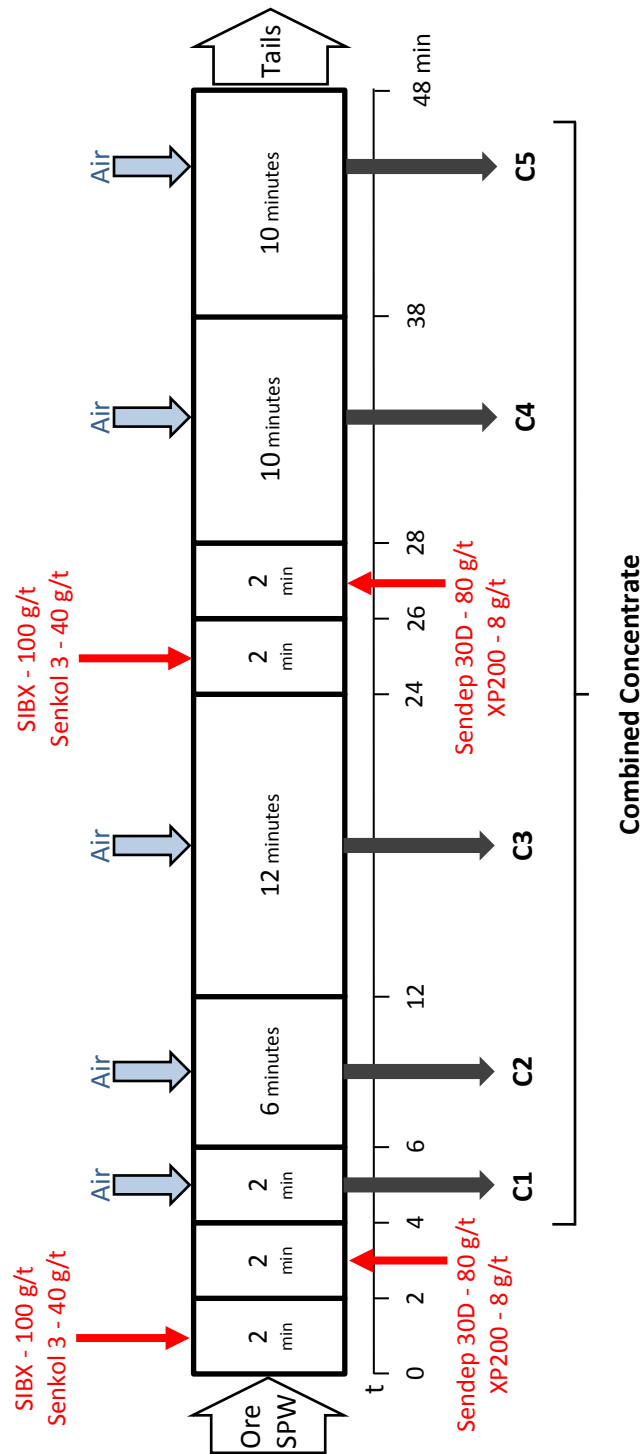 SIBX - 100 g/t
Senkol 3 - 40 g/t
Air
Air
SIBX - 100 g/t
Senkol 3 - 40 g/t
Air
Air
Air
Ore
SPW
2
min
2
min
2
min
6 minutes
12 minutes
2
min
2
min
10 minutes
10 minutes
Tails
t
0
2
4
6
12
24
26
28
38
48 min
Sendep 30D - 80 g/t
XP200 - 8 g/t
Sendep 30D - 80 g/t
XP200 - 8 g/t
C1
C2
C3
C4
C5
Combined Concentrate